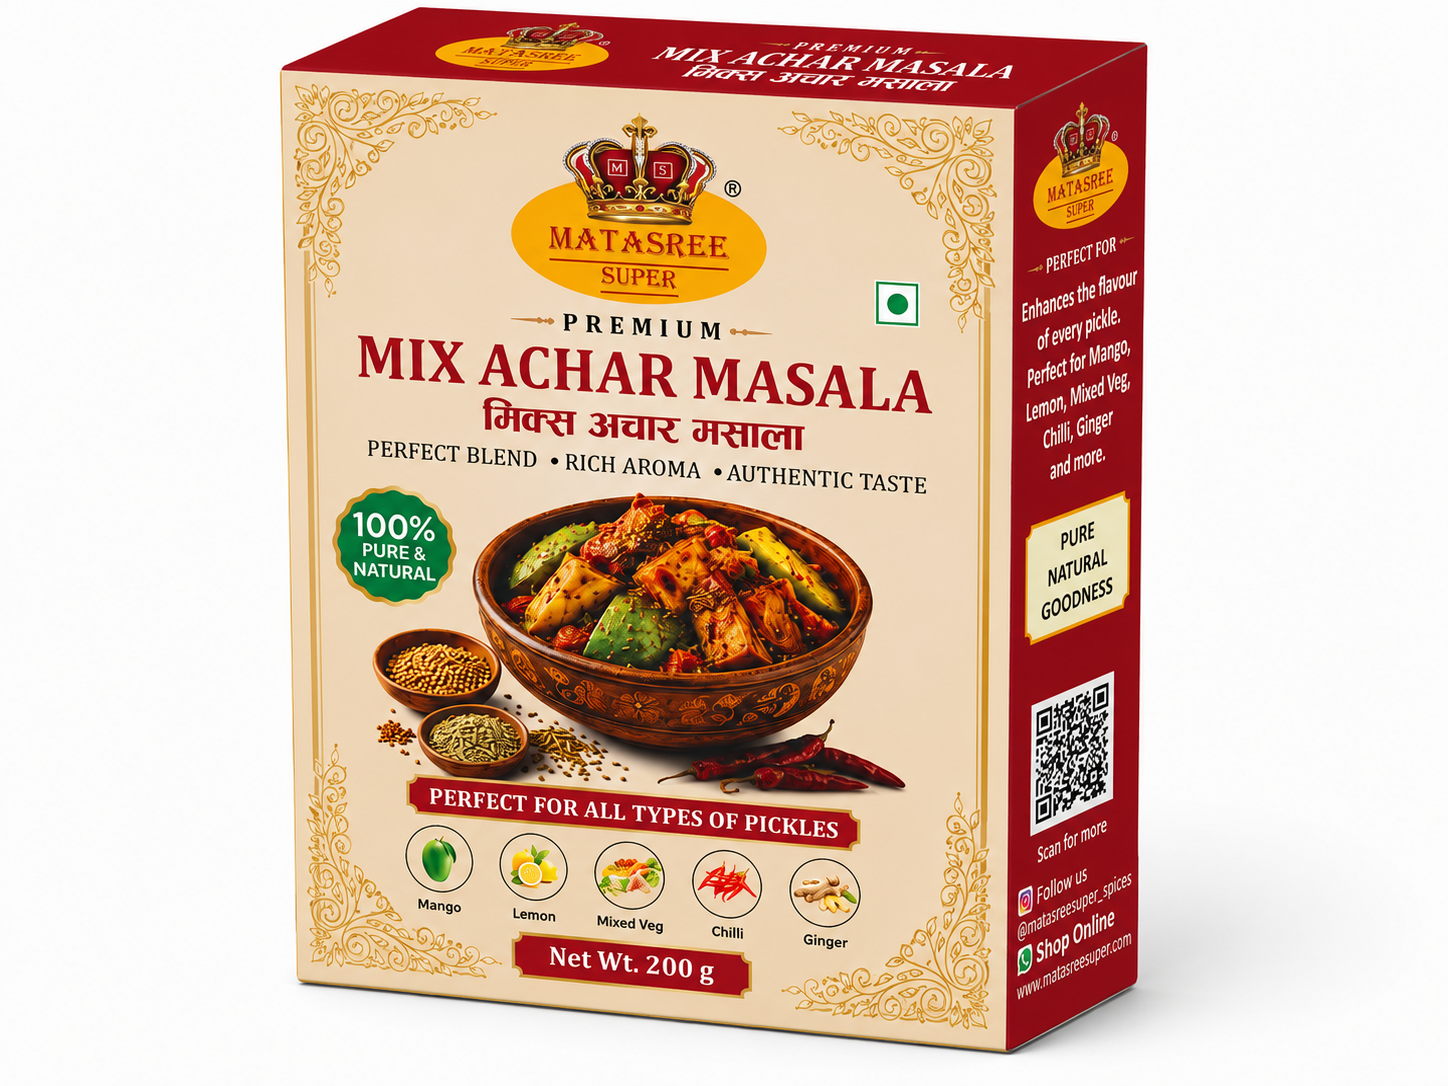 MATASREE
SUPER
®
PREMIUM
MIX ACHAR MASALA
मिक्स अचार मसाला
M S
®
MATASREE
SUPER
PREMIUM
MIX ACHAR MASALA
मिक्स अचार मसाला
PERFECT BLEND • RICH AROMA • AUTHENTIC TASTE
100%
PURE &
NATURAL
PERFECT FOR ALL TYPES OF PICKLES
Mango
Lemon
Mixed Veg
Chilli
Ginger
Net Wt. 200 g
®
MATASREE
SUPER
PERFECT FOR
Enhances the flavour
of every pickle.
Perfect for Mango,
Lemon, Mixed Veg,
Chilli, Ginger
and more.
PURE
NATURAL
GOODNESS
Scan for more
Follow us
@matasreesuper_spices
Shop Online
www.matasreesuper.com